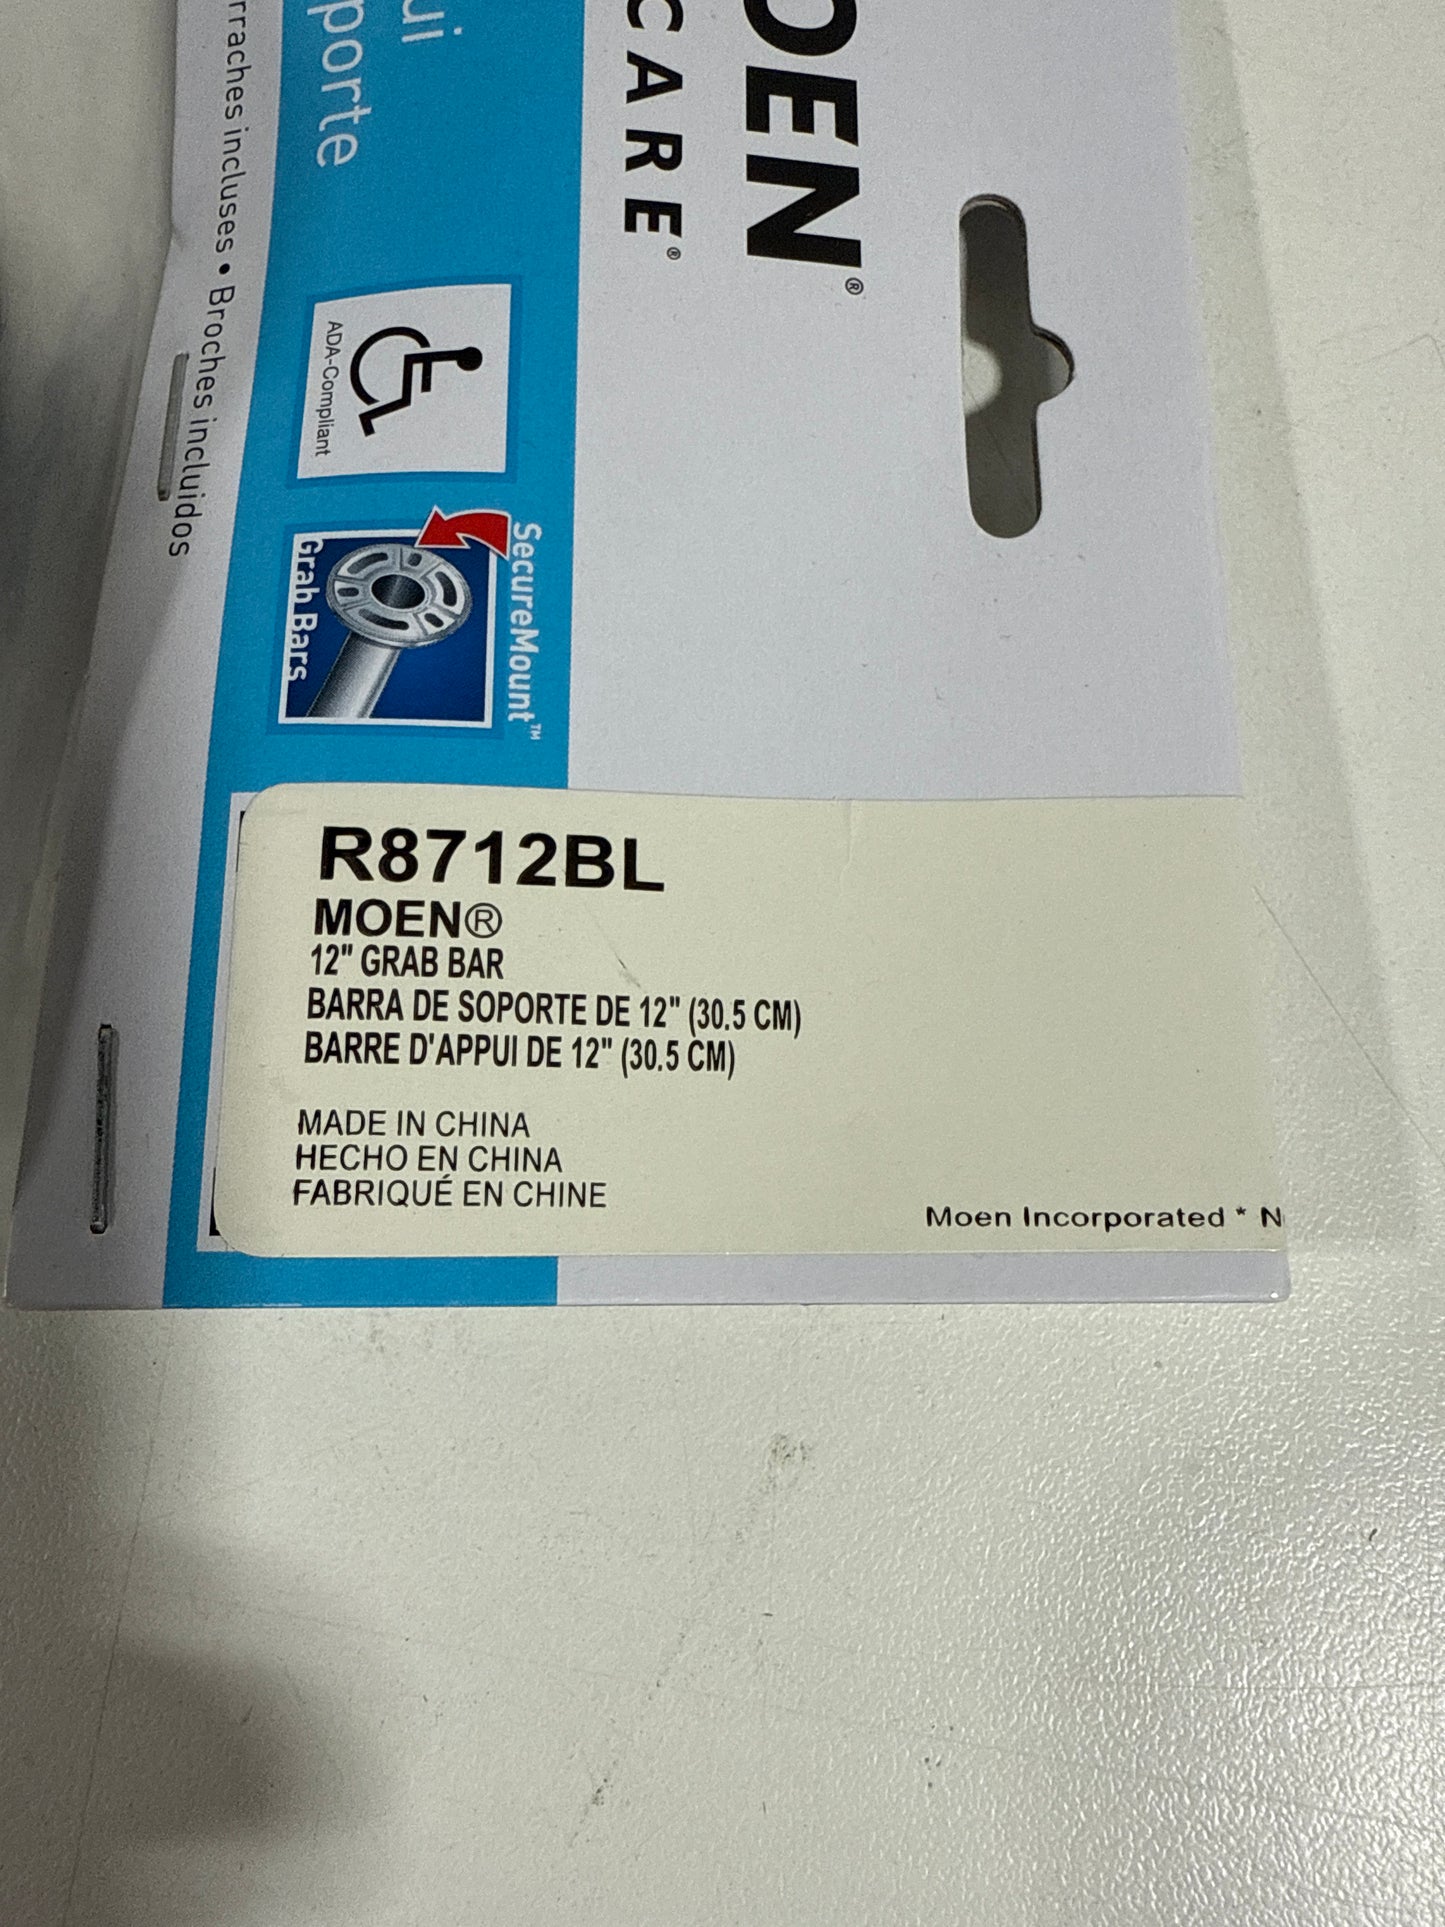 OEN®
CARE®
ui
porte
rraches incluses • Broches incluidos
ADA-Compliant
SecureMount™
Grab Bars
R8712BL
MOEN®
12" GRAB BAR
BARRA DE SOPORTE DE 12" (30.5 CM)
BARRE D'APPUI DE 12" (30.5 CM)
MADE IN CHINA
HECHO EN CHINA
FABRIQUÉ EN CHINE
Moen Incorporated * N